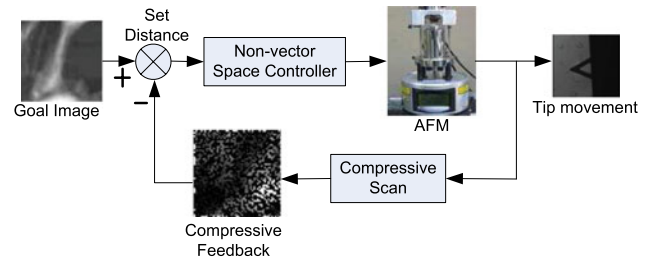 Set
Distance
+
−
Goal Image
Non-vector
Space Controller
AFM
Tip movement
Compressive
Scan
Compressive
Feedback